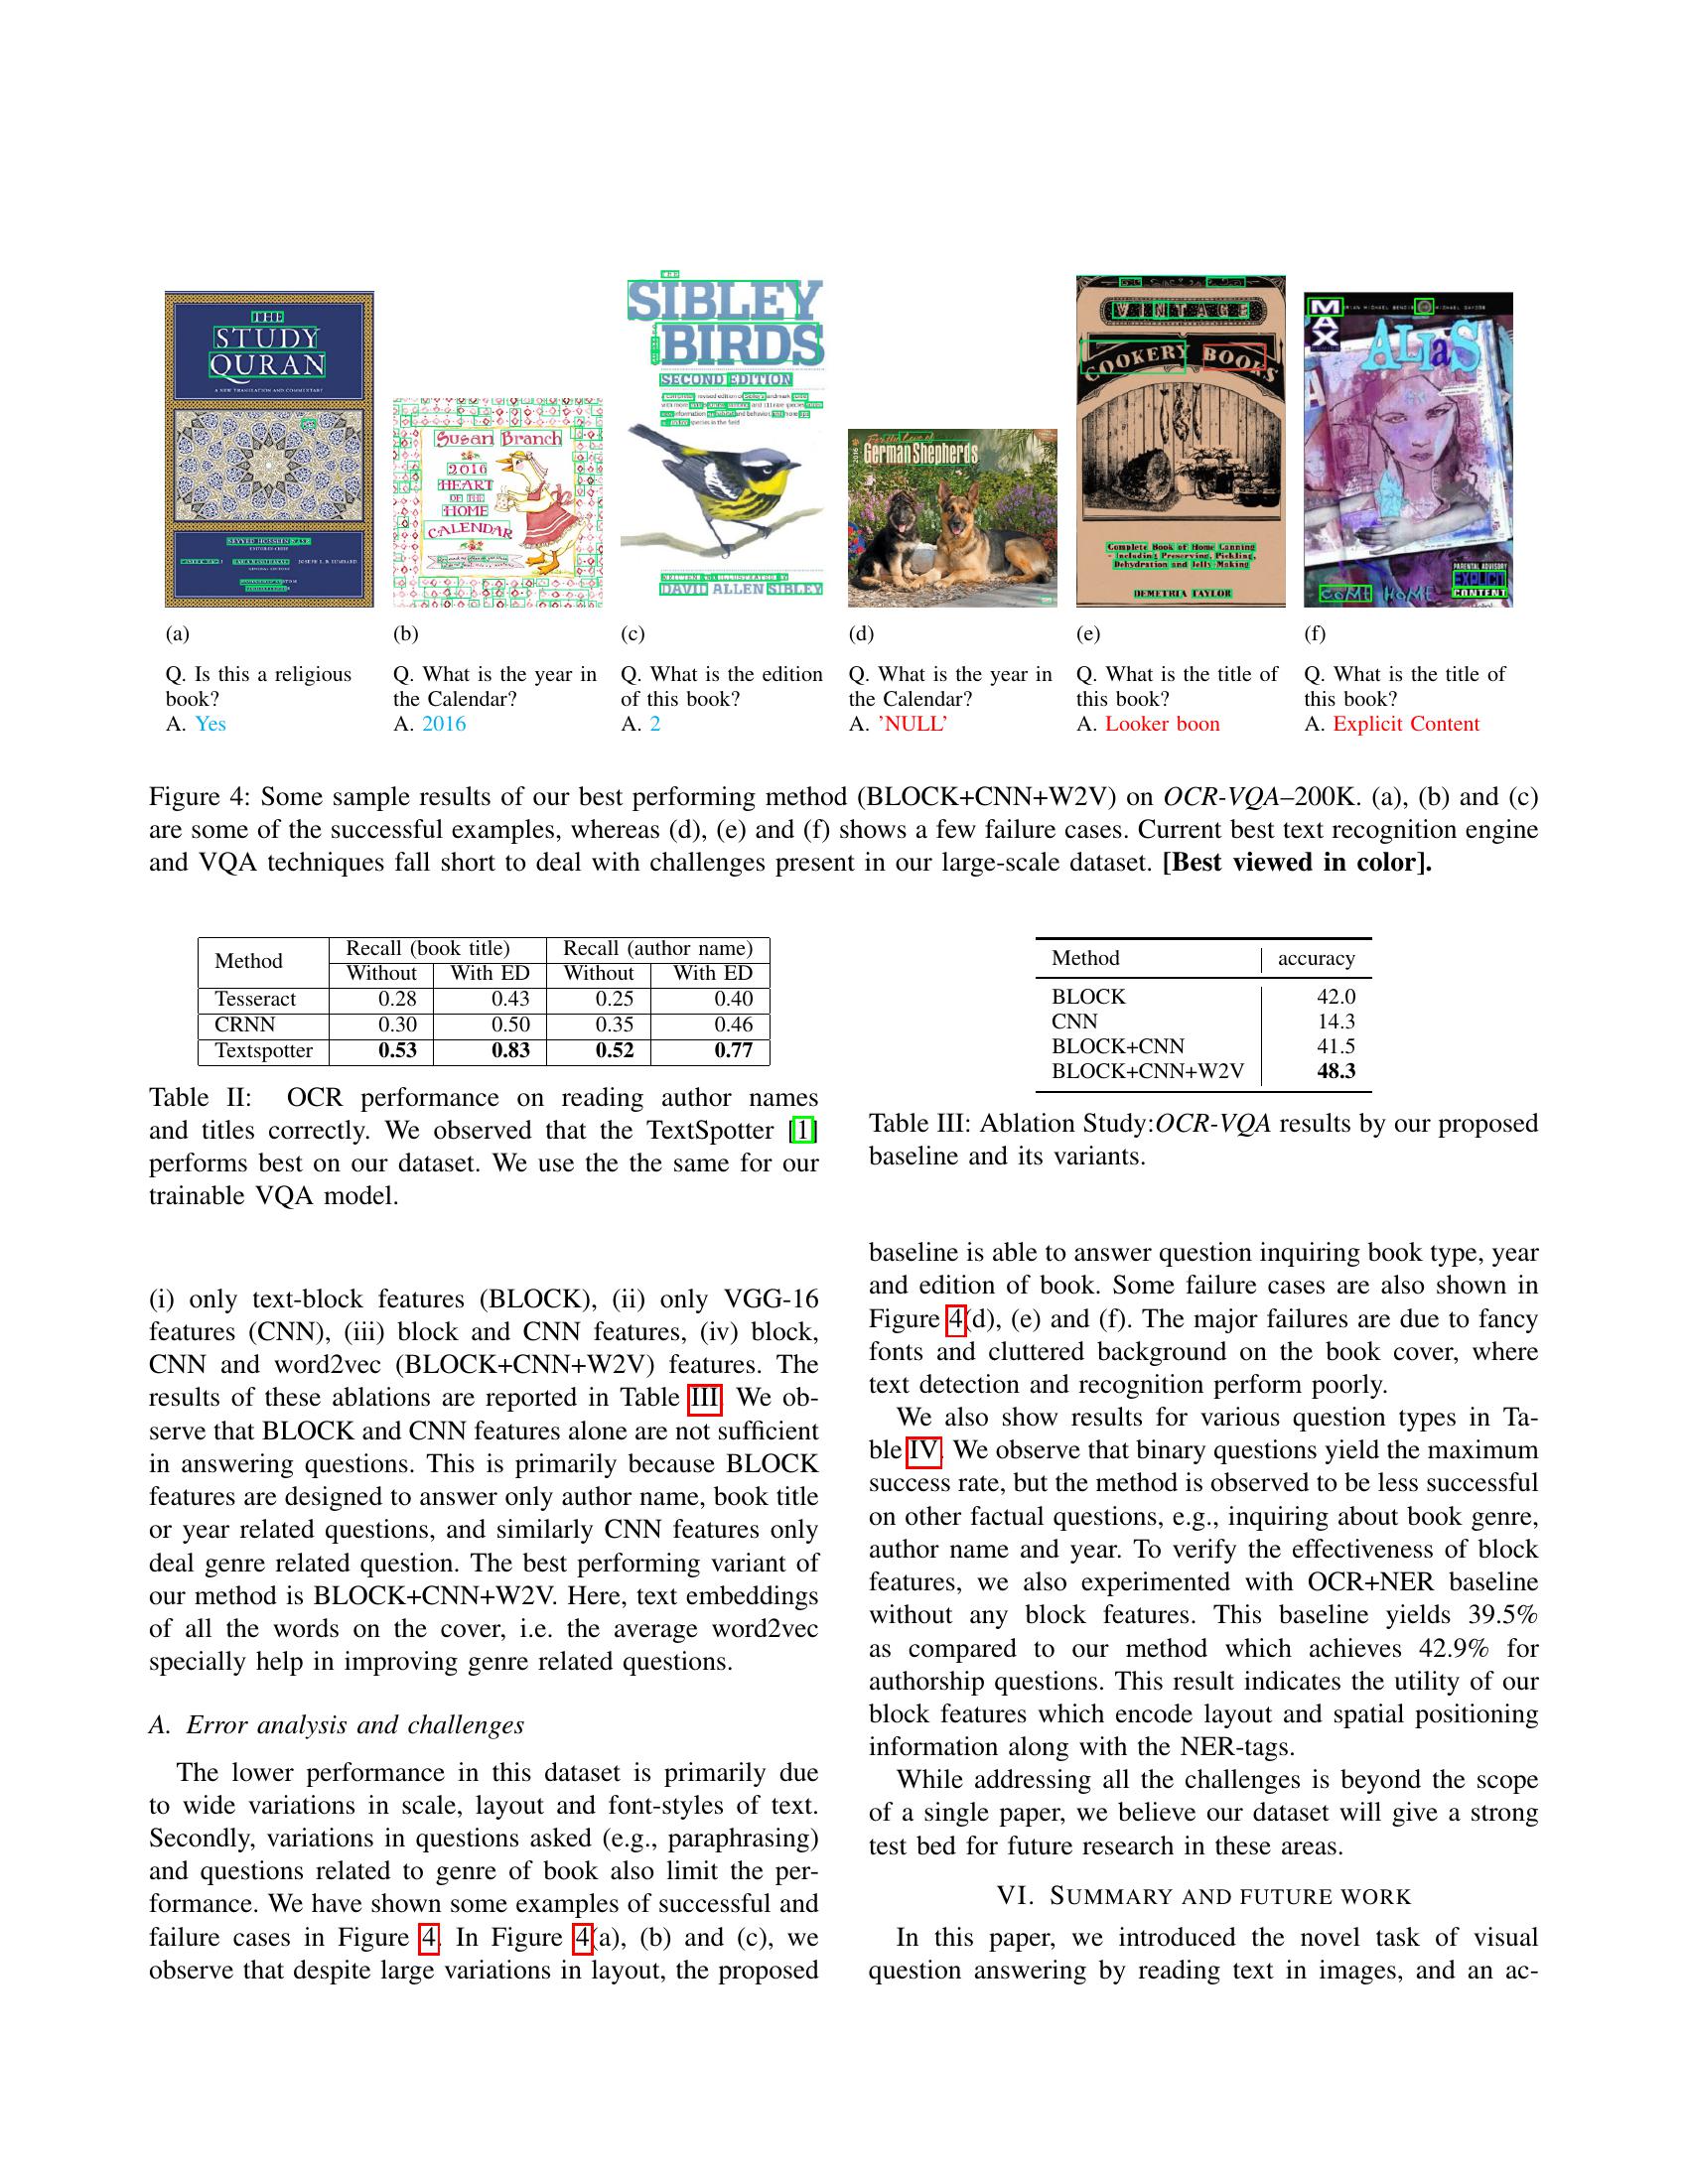 THE
STUDY
QURAN
A NEW TRANSLATION AND COMMENTARY
Susan Branch
2016
HEART
OF THE
HOME
CALENDAR
SIBLEY
BIRDS
SECOND EDITION
WRITTEN AND ILLUSTRATED BY
DAVID ALLEN SIBLEY
2016
For the Love of
German Shepherds
VINTAGE
COOKERY BOOKS
Complete Book of Home Canning
- Including Preserving, Pickling,
Dehydration and Jelly Making
DEMETRIA TAYLOR
MAX
ALIAS
COME HOME
PARENTAL ADVISORY
EXPLICIT
CONTENT
(a)
Q. Is this a religious
book?
A. Yes
(b)
Q. What is the year in
the Calendar?
A. 2016
(c)
Q. What is the edition
of this book?
A. 2
(d)
Q. What is the year in
the Calendar?
A. 'NULL'
(e)
Q. What is the title of
this book?
A. Looker boon
(f)
Q. What is the title of
this book?
A. Explicit Content
Figure 4: Some sample results of our best performing method (BLOCK+CNN+W2V) on OCR-VQA–200K. (a), (b) and (c)
are some of the successful examples, whereas (d), (e) and (f) shows a few failure cases. Current best text recognition engine
and VQA techniques fall short to deal with challenges present in our large-scale dataset. [Best viewed in color].
Method Recall (book title) Recall (author name)
Without With ED Without With ED
Tesseract 0.28 0.43 0.25 0.40
CRNN 0.30 0.50 0.35 0.46
Textspotter 0.53 0.83 0.52 0.77
Table II: OCR performance on reading author names
and titles correctly. We observed that the TextSpotter [1]
performs best on our dataset. We use the the same for our
trainable VQA model.
(i) only text-block features (BLOCK), (ii) only VGG-16
features (CNN), (iii) block and CNN features, (iv) block,
CNN and word2vec (BLOCK+CNN+W2V) features. The
results of these ablations are reported in Table III. We ob-
serve that BLOCK and CNN features alone are not sufficient
in answering questions. This is primarily because BLOCK
features are designed to answer only author name, book title
or year related questions, and similarly CNN features only
deal genre related question. The best performing variant of
our method is BLOCK+CNN+W2V. Here, text embeddings
of all the words on the cover, i.e. the average word2vec
specially help in improving genre related questions.
A. Error analysis and challenges
The lower performance in this dataset is primarily due
to wide variations in scale, layout and font-styles of text.
Secondly, variations in questions asked (e.g., paraphrasing)
and questions related to genre of book also limit the per-
formance. We have shown some examples of successful and
failure cases in Figure 4. In Figure 4(a), (b) and (c), we
observe that despite large variations in layout, the proposed
Method accuracy
BLOCK 42.0
CNN 14.3
BLOCK+CNN 41.5
BLOCK+CNN+W2V 48.3
Table III: Ablation Study:OCR-VQA results by our proposed
baseline and its variants.
baseline is able to answer question inquiring book type, year
and edition of book. Some failure cases are also shown in
Figure 4(d), (e) and (f). The major failures are due to fancy
fonts and cluttered background on the book cover, where
text detection and recognition perform poorly.
We also show results for various question types in Ta-
ble IV. We observe that binary questions yield the maximum
success rate, but the method is observed to be less successful
on other factual questions, e.g., inquiring about book genre,
author name and year. To verify the effectiveness of block
features, we also experimented with OCR+NER baseline
without any block features. This baseline yields 39.5%
as compared to our method which achieves 42.9% for
authorship questions. This result indicates the utility of our
block features which encode layout and spatial positioning
information along with the NER-tags.
While addressing all the challenges is beyond the scope
of a single paper, we believe our dataset will give a strong
test bed for future research in these areas.
VI. SUMMARY AND FUTURE WORK
In this paper, we introduced the novel task of visual
question answering by reading text in images, and an ac-